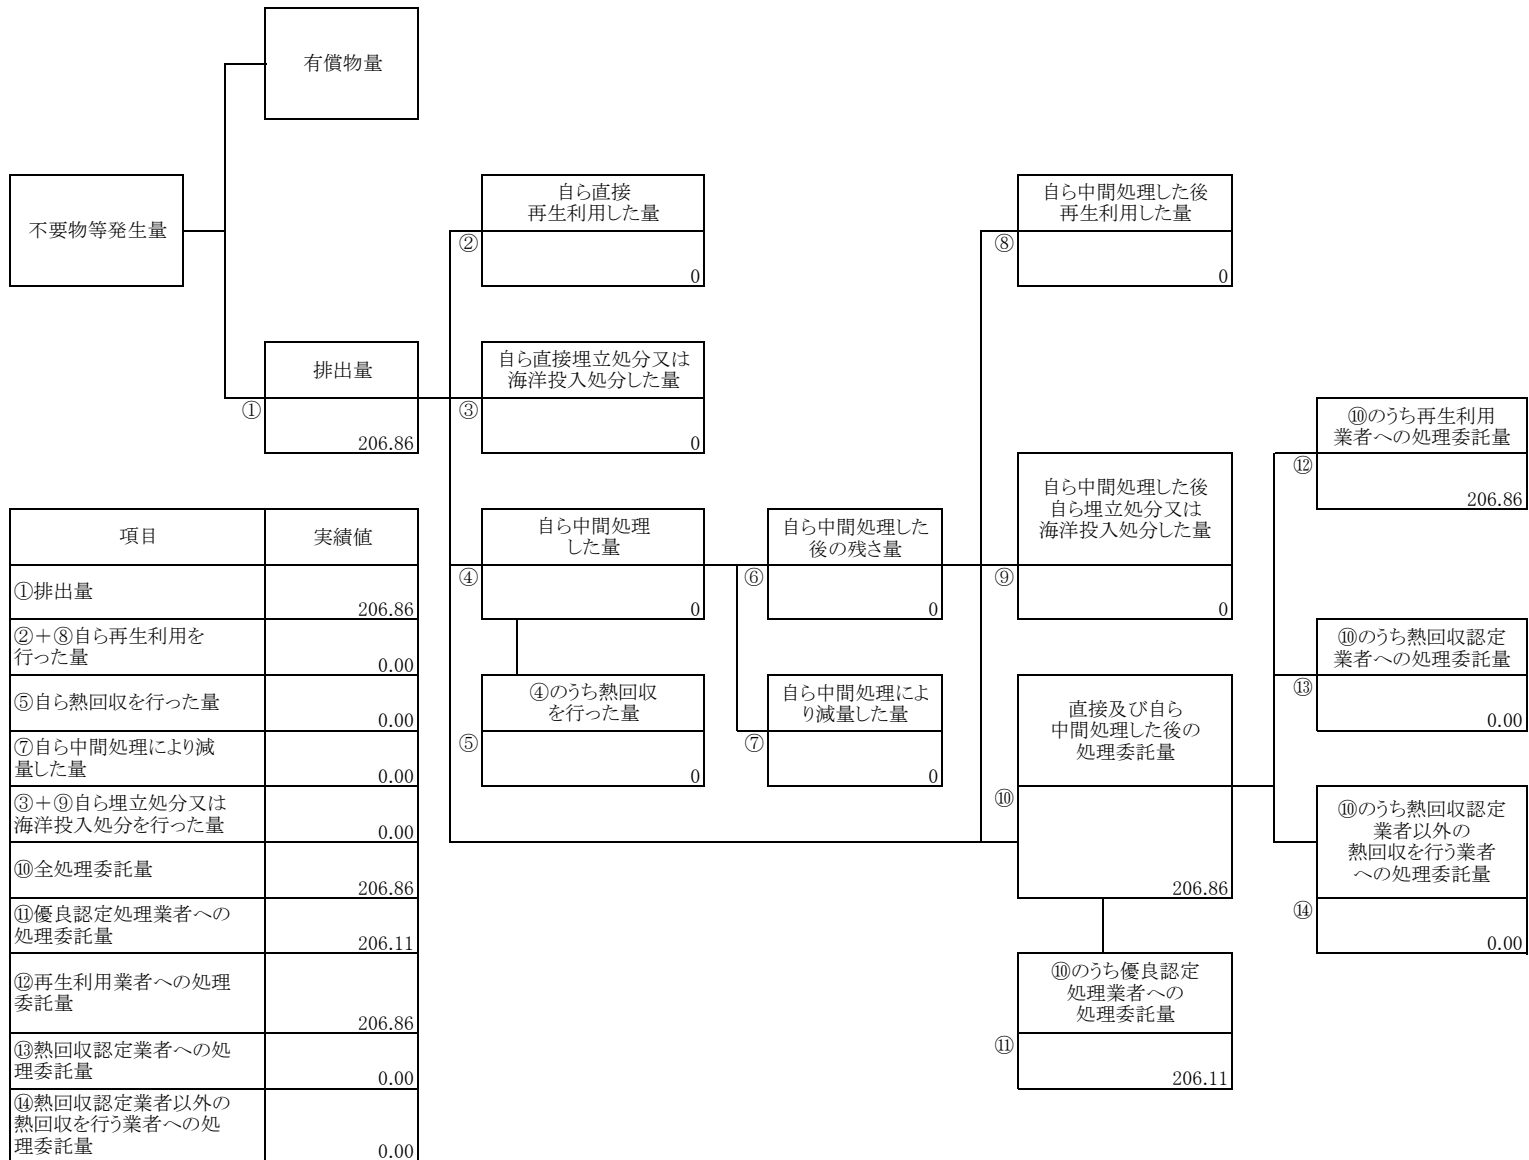 有償物量
不要物等発生量
自ら直接
再生利用した量
②
0
自ら中間処理した後
再生利用した量
⑧
0
排出量
①
206.86
自ら直接埋立処分又は
海洋投入処分した量
③
0
⑩のうち再生利用
業者への処理委託量
⑫
206.86
自ら中間処理
した量
④
0
自ら中間処理した
後の残さ量
⑥
0
自ら中間処理した後
自ら埋立処分又は
海洋投入処分した量
⑨
0
⑩のうち熱回収認定
業者への処理委託量
⑬
0.00
④のうち熱回収
を行った量
⑤
0
自ら中間処理によ
り減量した量
⑦
0
直接及び自ら
中間処理した後の
処理委託量
⑩
206.86
⑩のうち熱回収認定
業者以外の
熱回収を行う業者
への処理委託量
⑭
0.00
⑩のうち優良認定
処理業者への
処理委託量
⑪
206.11
項目 実績値
①排出量
206.86
②+⑧自ら再生利用を
行った量
0.00
⑤自ら熱回収を行った量
0.00
⑦自ら中間処理により減
量した量
0.00
③+⑨自ら埋立処分又は
海洋投入処分を行った量
0.00
⑩全処理委託量
206.86
⑪優良認定処理業者への
処理委託量
206.11
⑫再生利用業者への処理
委託量
206.86
⑬熱回収認定業者への処
理委託量
0.00
⑭熱回収認定業者以外の
熱回収を行う業者への処
理委託量
0.00